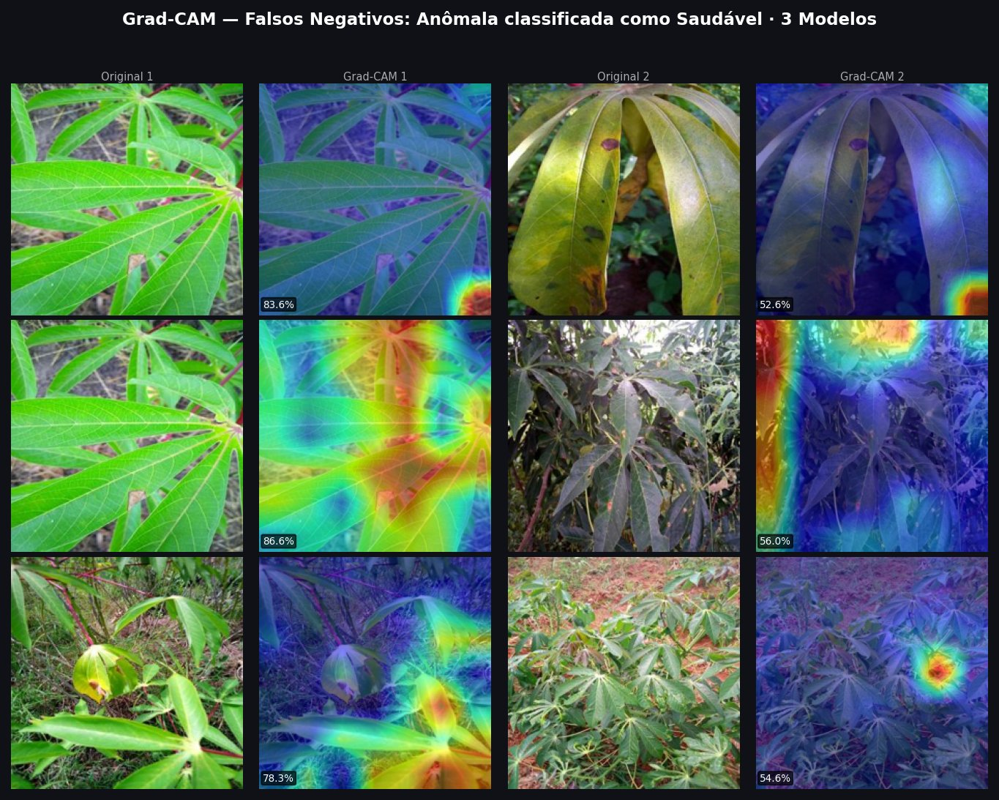 Grad-CAM — Falsos Negativos: Anômala classificada como Saudável · 3 Modelos
Original 1
Grad-CAM 1
Original 2
Grad-CAM 2
83.6%
52.6%
86.6%
56.0%
78.3%
54.6%